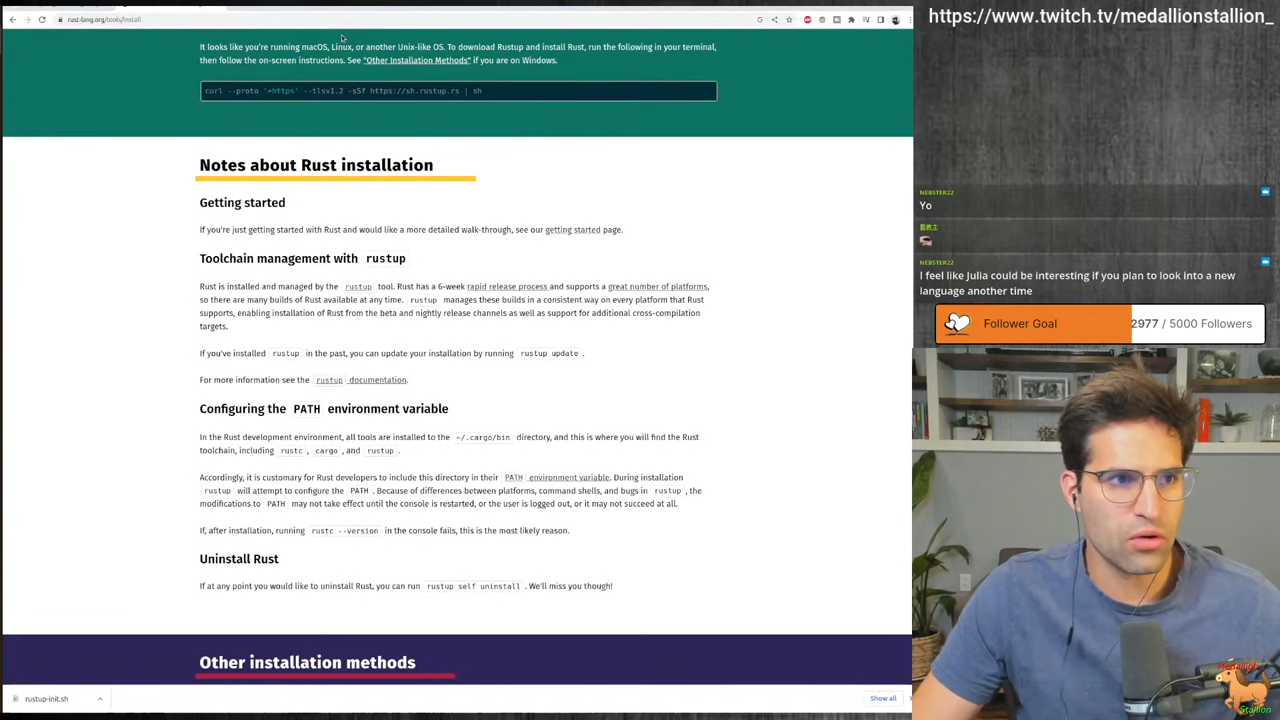 rust-lang.org/tools/install
https://www.twitch.tv/medallionstallion_
It looks like you're running macOS, Linux, or another Unix-like OS. To download Rustup and install Rust, run the following in your terminal,
then follow the on-screen instructions. See "Other Installation Methods" if you are on Windows.
curl --proto '=https' --tlsv1.2 -sSf https://sh.rustup.rs | sh
Notes about Rust installation
Getting started
If you're just getting started with Rust and would like a more detailed walk-through, see our getting started page.
Toolchain management with rustup
Rust is installed and managed by the rustup tool. Rust has a 6-week rapid release process and supports a great number of platforms,
so there are many builds of Rust available at any time. rustup manages these builds in a consistent way on every platform that Rust
supports, enabling installation of Rust from the beta and nightly release channels as well as support for additional cross-compilation
targets.
If you've installed rustup in the past, you can update your installation by running rustup update .
For more information see the rustup documentation.
Configuring the PATH environment variable
In the Rust development environment, all tools are installed to the ~/.cargo/bin directory, and this is where you will find the Rust
toolchain, including rustc , cargo , and rustup .
Accordingly, it is customary for Rust developers to include this directory in their PATH environment variable. During installation
rustup will attempt to configure the PATH . Because of differences between platforms, command shells, and bugs in rustup , the
modifications to PATH may not take effect until the console is restarted, or the user is logged out, or it may not succeed at all.
If, after installation, running rustc --version in the console fails, this is the most likely reason.
Uninstall Rust
If at any point you would like to uninstall Rust, you can run rustup self uninstall . We'll miss you though!
Other installation methods
rustup-init.sh
Show all
NEBSTER22
Yo
NEBSTER22
I feel like Julia could be interesting if you plan to look into a new
language another time
Follower Goal
2977 / 5000 Followers
Medallion
Stallion